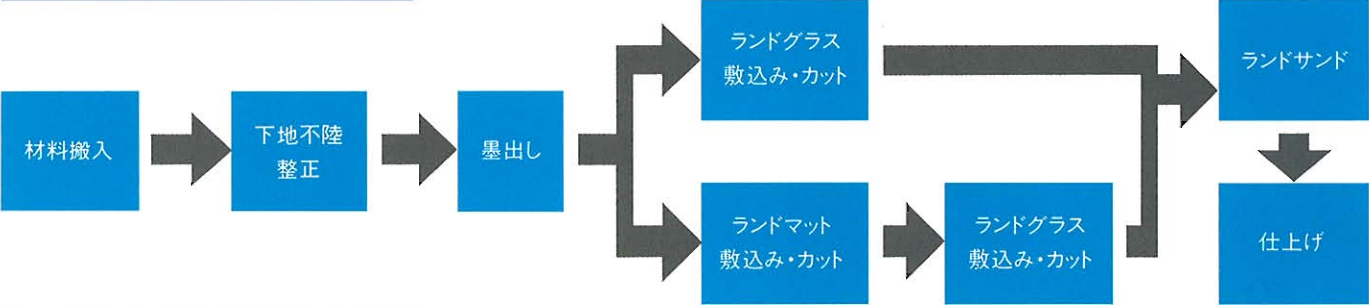 材料搬入
下地不陸
整正
墨出し
ランドグラス
敷込み・カット
ランドマット
敷込み・カット
ランドグラス
敷込み・カット
ランドサンド
仕上げ